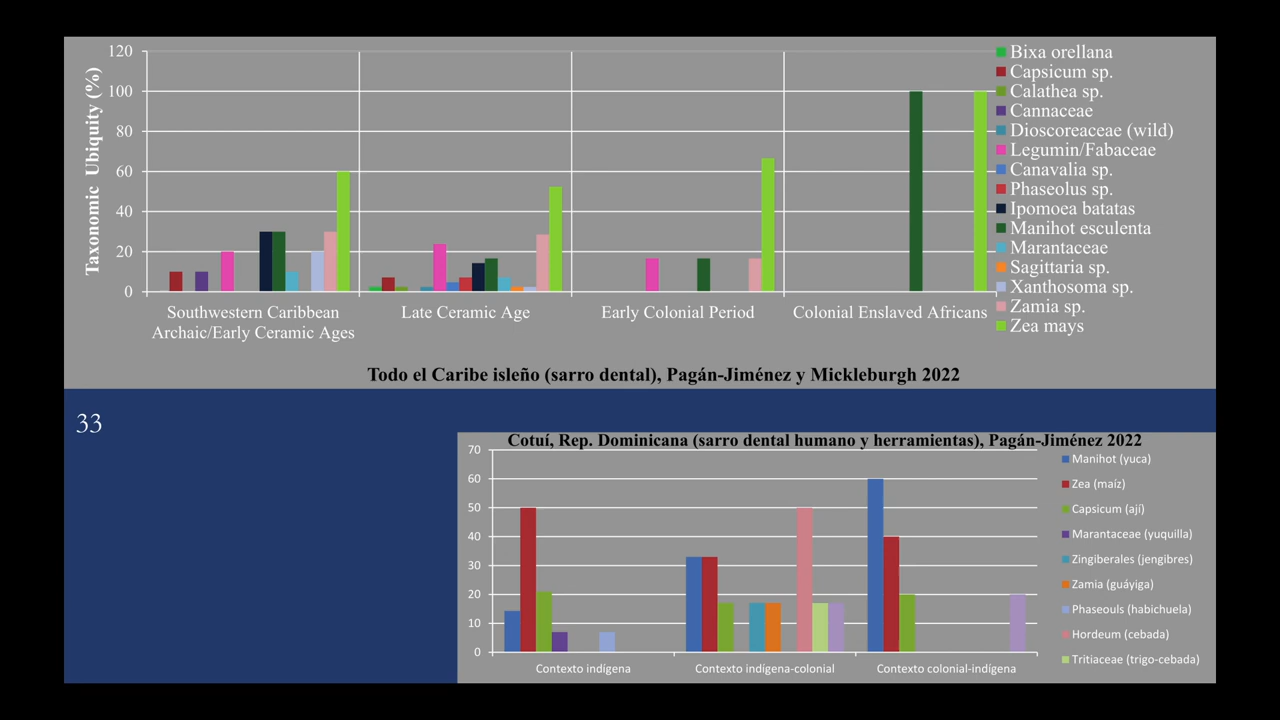 Taxonomic Ubiquity (%)
120
100
80
60
40
20
0
Southwestern Caribbean
Archaic/Early Ceramic Ages
Late Ceramic Age
Early Colonial Period
Colonial Enslaved Africans
Bixa orellana
Capsicum sp.
Calathea sp.
Cannaceae
Dioscoreaceae (wild)
Legumin/Fabaceae
Canavalia sp.
Phaseolus sp.
Ipomoea batatas
Manihot esculenta
Marantaceae
Sagittaria sp.
Xanthosoma sp.
Zamia sp.
Zea mays
Todo el Caribe isleño (sarro dental), Pagán-Jiménez y Mickleburgh 2022
33
Cotuí, Rep. Dominicana (sarro dental humano y herramientas), Pagán-Jiménez 2022
70
60
50
40
30
20
10
0
Contexto indígena
Contexto indígena-colonial
Contexto colonial-indígena
Manihot (yuca)
Zea (maíz)
Capsicum (ají)
Marantaceae (yuquilla)
Zingiberales (jengibres)
Zamia (guáyiga)
Phaseouls (habichuela)
Hordeum (cebada)
Tritiaceae (trigo-cebada)